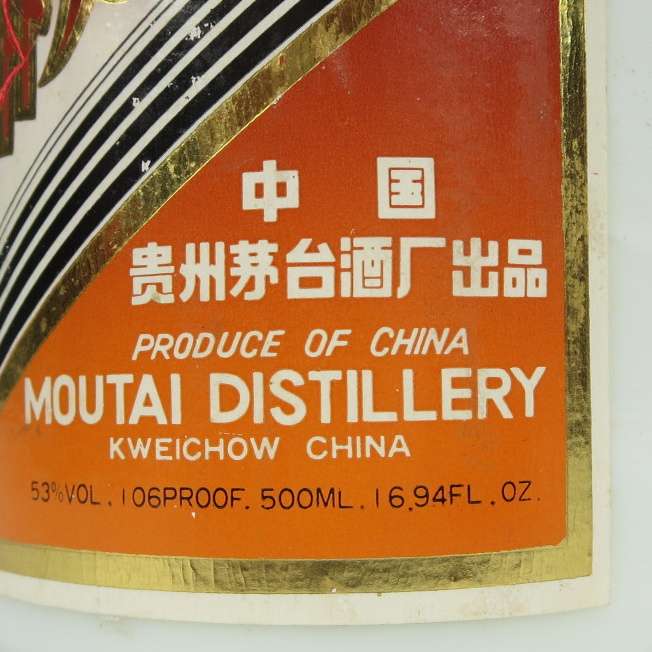 中国
贵州茅台酒厂出品
PRODUCE OF CHINA
MOUTAI DISTILLERY
KWEICHOW CHINA
53%VOL. 106PROOF. 500ML. 16.94FL.OZ.